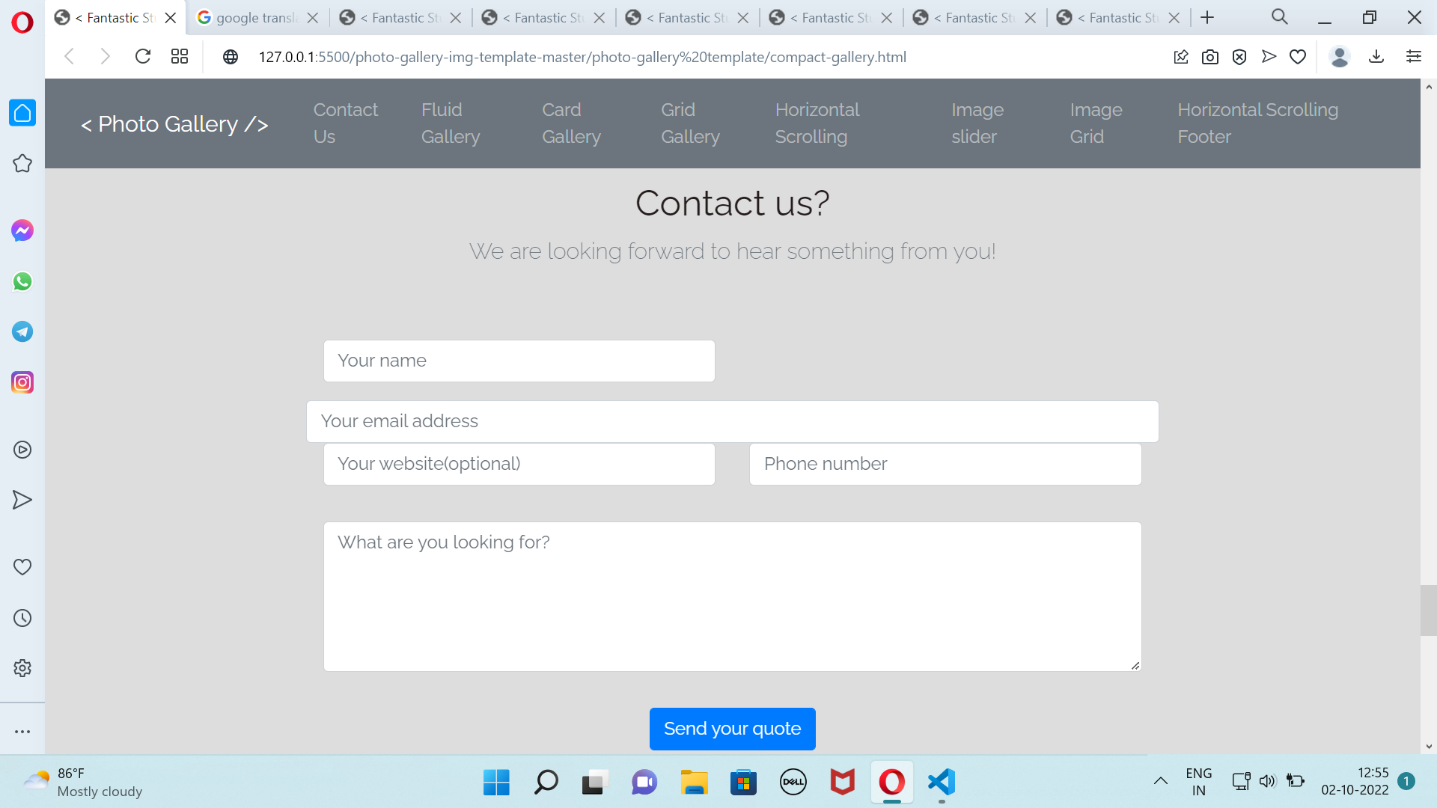 < Fantastic St
google transl
< Fantastic St
< Fantastic St
< Fantastic St
< Fantastic St
< Fantastic St
< Fantastic St
127.0.0.1:5500/photo-gallery-img-template-master/photo-gallery%20template/compact-gallery.html
< Photo Gallery />
Contact Us
Fluid Gallery
Card Gallery
Grid Gallery
Horizontal Scrolling
Image slider
Image Grid
Horizontal Scrolling Footer
Contact us?
We are looking forward to hear something from you!
Your name
Your email address
Your website(optional)
Phone number
What are you looking for?
Send your quote
86°F
Mostly cloudy
DELL
ENG
IN
12:55
02-10-2022
1